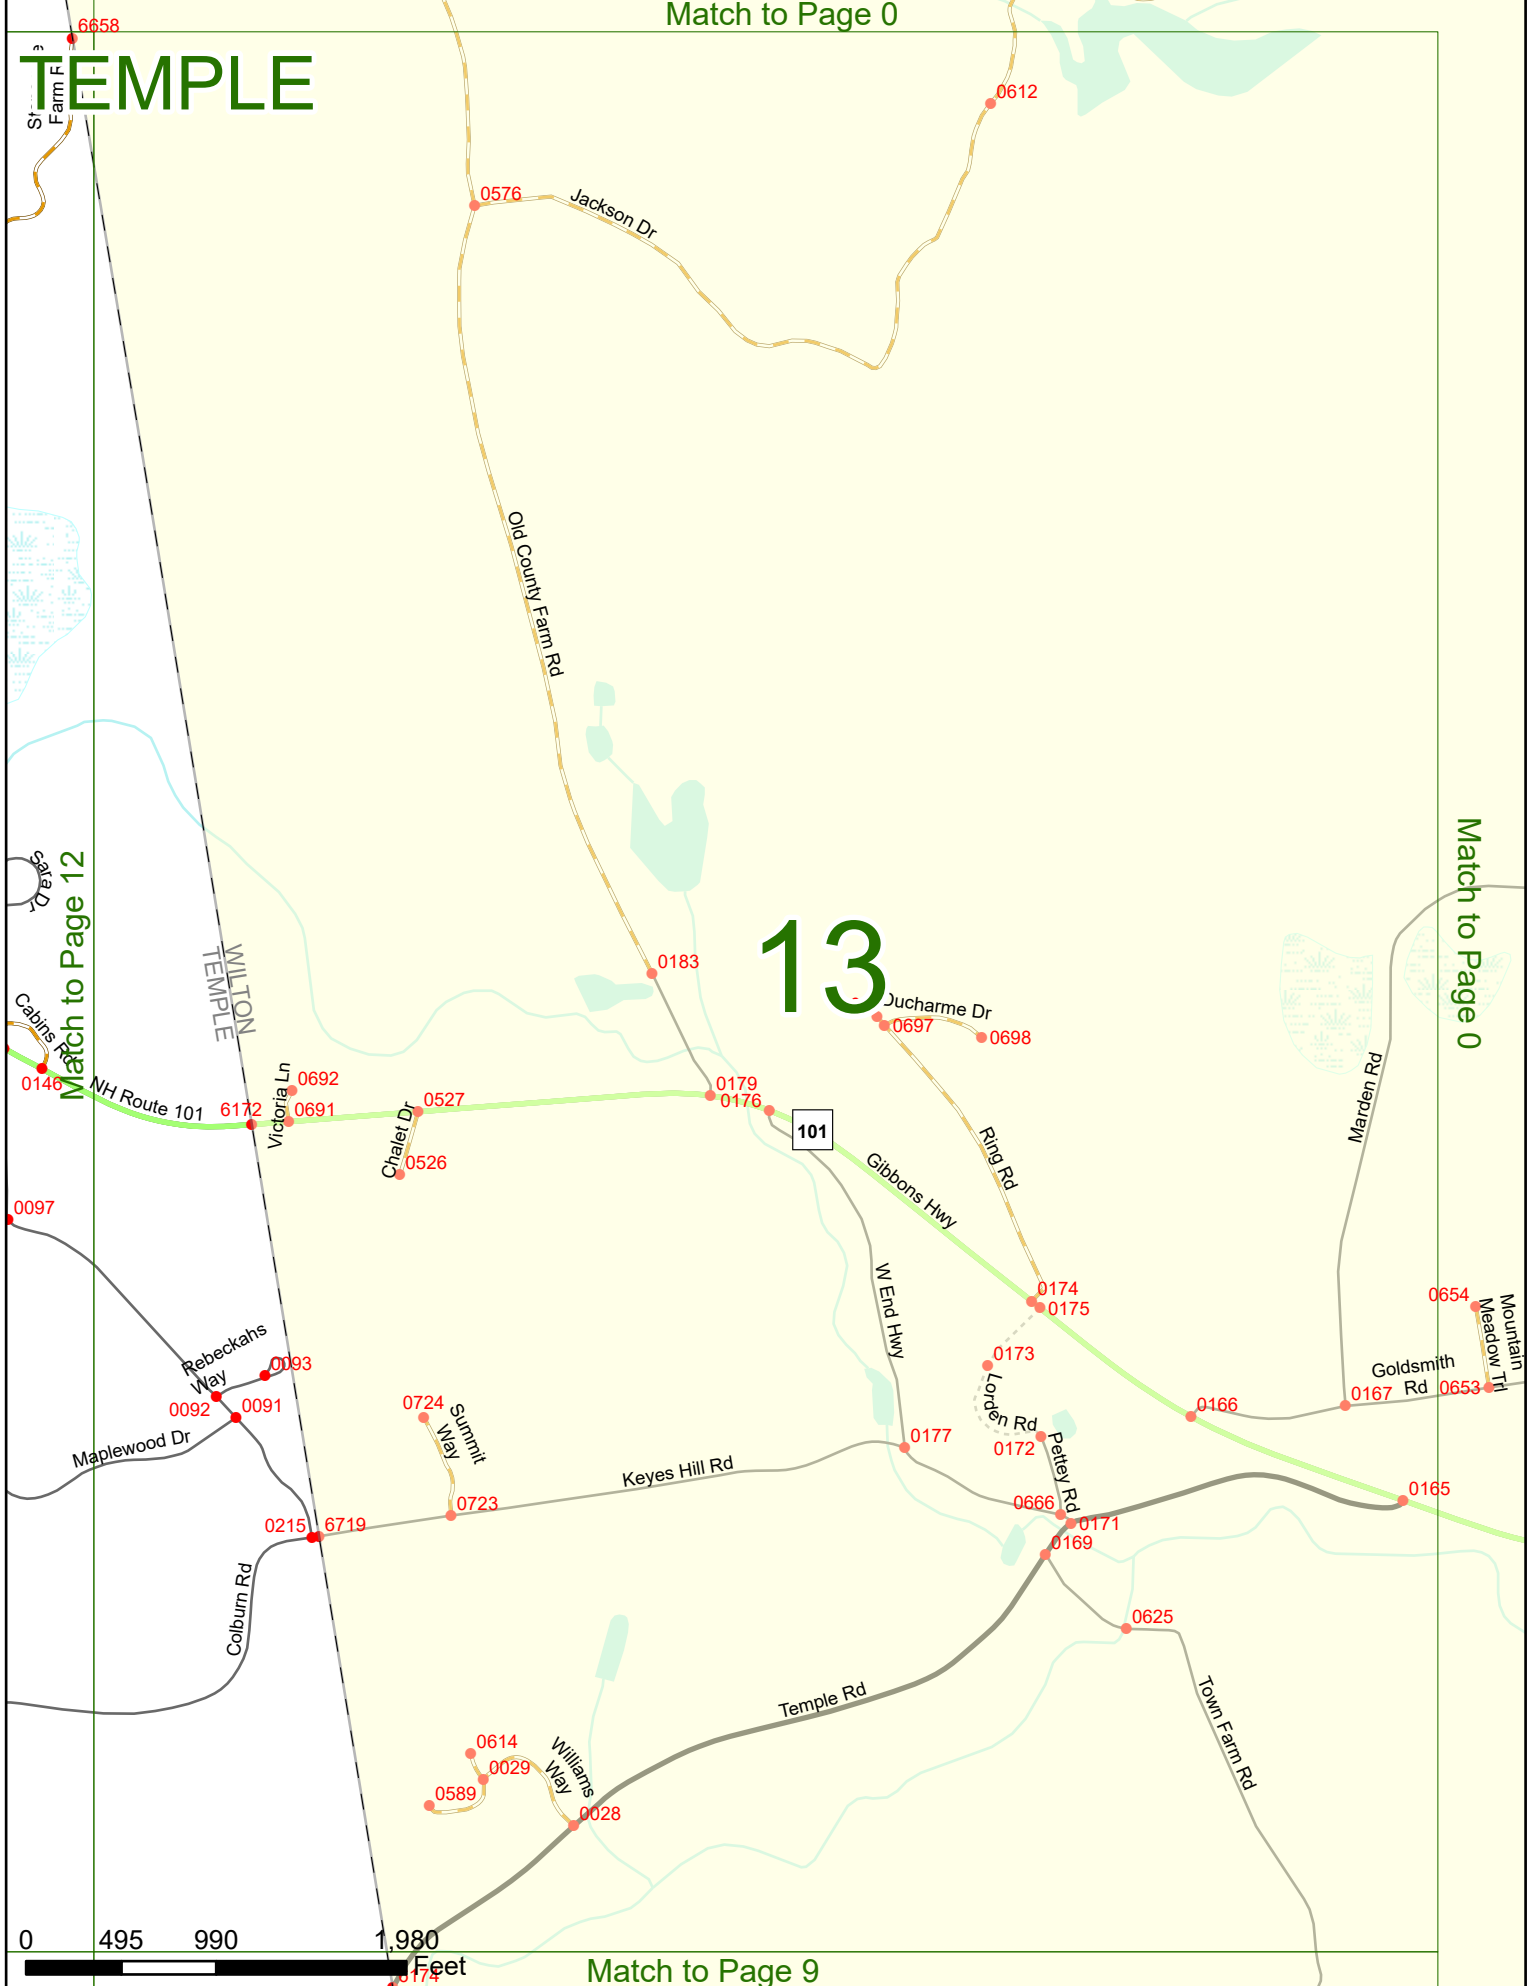 Match to Page 0
6658
TEMPLE
Farm
0612
0576
Jackson Dr
Old County Farm Rd
Match to Page 12
Sara Dr
Match to Page 0
WILTON
TEMPLE
13
0183
Cabins Rd
Ducharme Dr
0697
0698
0146
NH Route 101
6172
Victoria Ln
0692
0691
Chalet Dr
0527
0526
0179
0176
101
Gibbons Hwy
Ring Rd
Marden Rd
0097
W End Hwy
0174
0175
0654
Mountain
Meadow Trl
Rebeckahs
Way
0093
0092
0091
0173
Lorden Rd
Goldsmith
Rd
0653
0167
0166
0724
Summit
Way
Maplewood Dr
0177
0172
Pettey Rd
Keyes Hill Rd
0723
0666
0171
0165
0215
6719
0169
Colburn Rd
0625
Temple Rd
Town Farm Rd
0614
0029
0589
Williams
Way
0028
0
495
990
1,980
Feet
0174
Match to Page 9